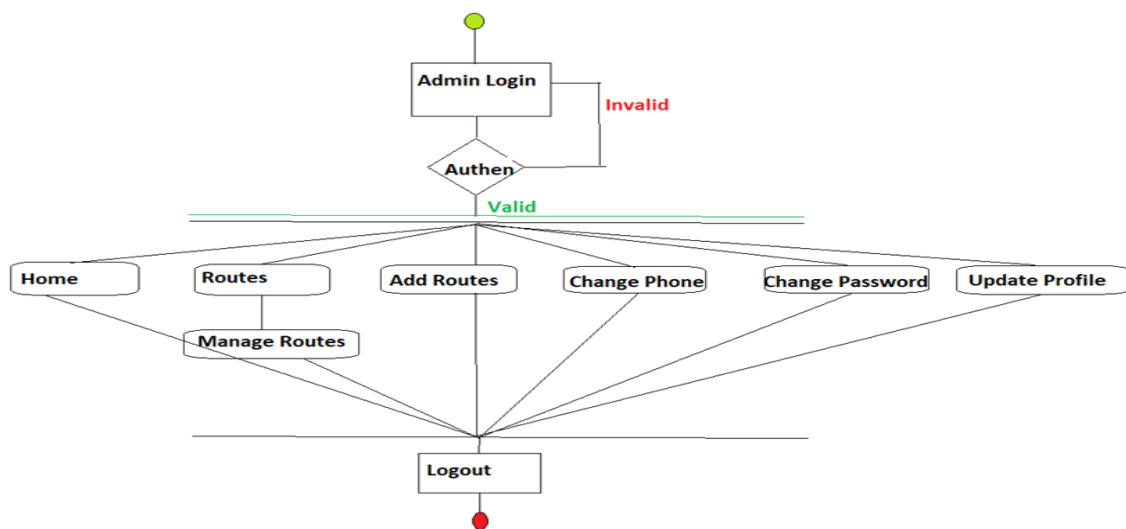 Admin Login
Invalid
Authen
Valid
Home
Routes
Add Routes
Change Phone
Change Password
Update Profile
Manage Routes
Logout